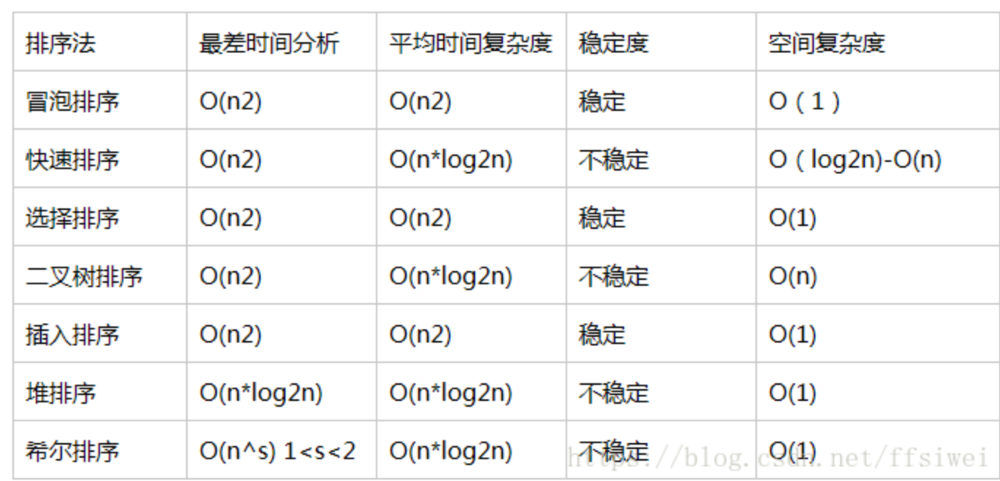 排序法 最差时间分析 平均时间复杂度 稳定度 空间复杂度
冒泡排序 O(n2) O(n2) 稳定 O（1）
快速排序 O(n2) O(n*log2n) 不稳定 O（log2n)-O(n)
选择排序 O(n2) O(n2) 稳定 O(1)
二叉树排序 O(n2) O(n*log2n) 不稳定 O(n)
插入排序 O(n2) O(n2) 稳定 O(1)
堆排序 O(n*log2n) O(n*log2n) 不稳定 O(1)
希尔排序 O(n^s) 1<s<2 O(n*log2n) 不稳定 O(1)
https://blog.csdn.net/ffsiwei